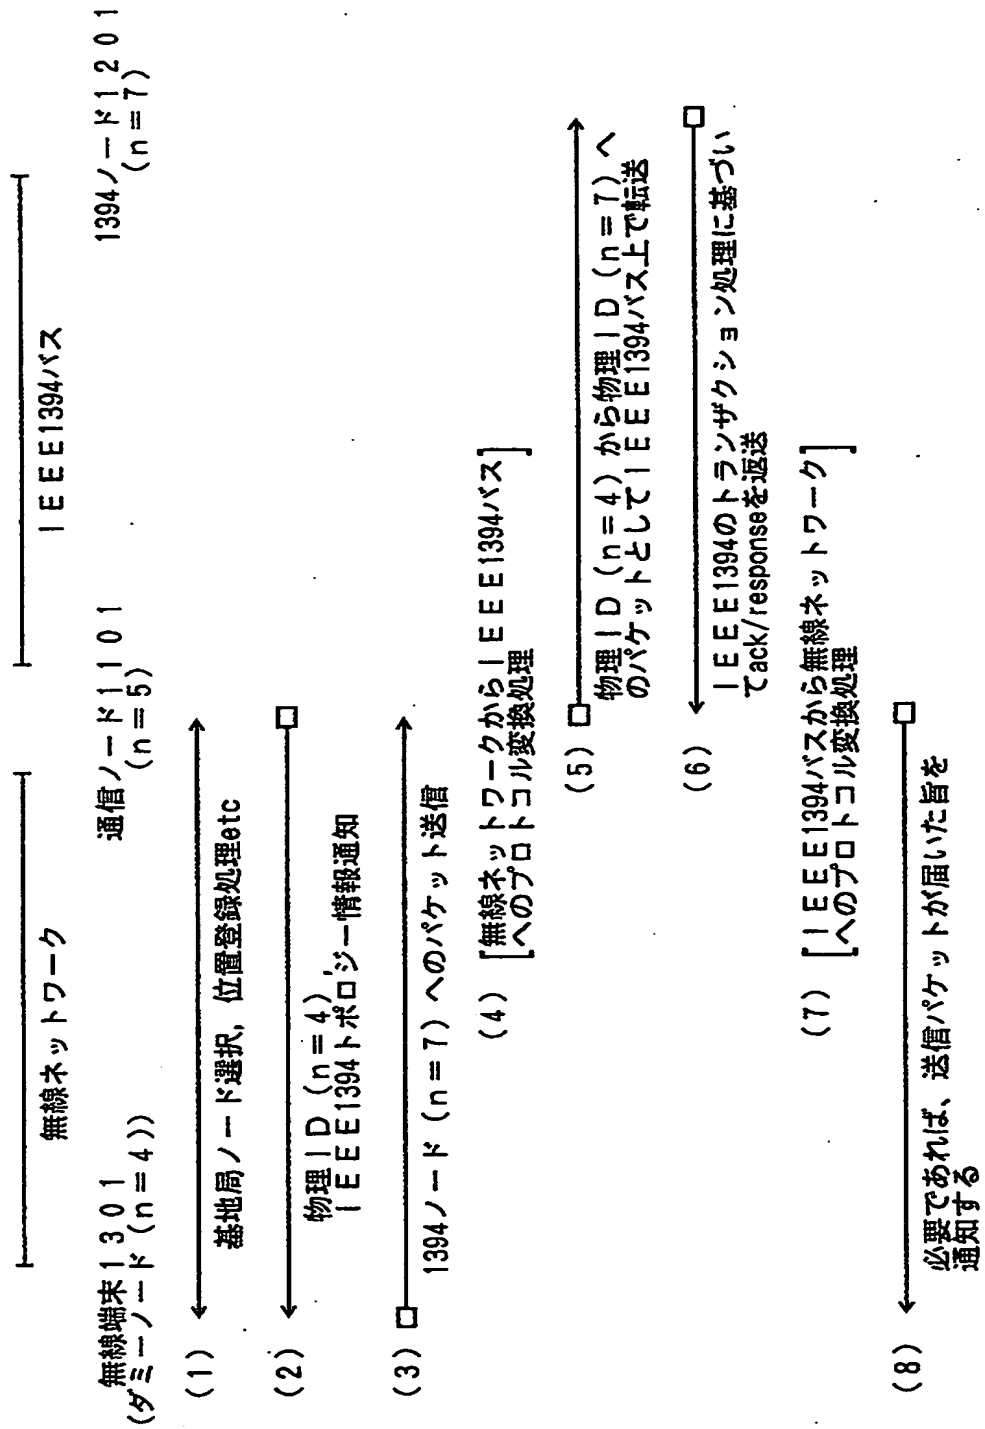 無線ネットワーク
IEEE1394バス
無線端末1301
(ダミーノード(n=4))
通信ノード1101
(n=5)
1394ノード1201
(n=7)
(1)
基地局ノード選択, 位置登録処理etc
(2)
物理ID(n=4),
IEEE1394トポロジー情報通知
(3)
1394ノード(n=7)へのパケット送信
(4)
[無線ネットワークからIEEE1394バス
へのプロトコル変換処理]
(5)
物理ID(n=4)から物理ID(n=7)へ
のパケットとしてIEEE1394バス上で転送
(6)
IEEE1394のトランザクション処理に基づい
てack/responseを返送
(7)
[IEEE1394バスから無線ネットワーク
へのプロトコル変換処理]
(8)
必要であれば、送信パケットが届いた旨を
通知する